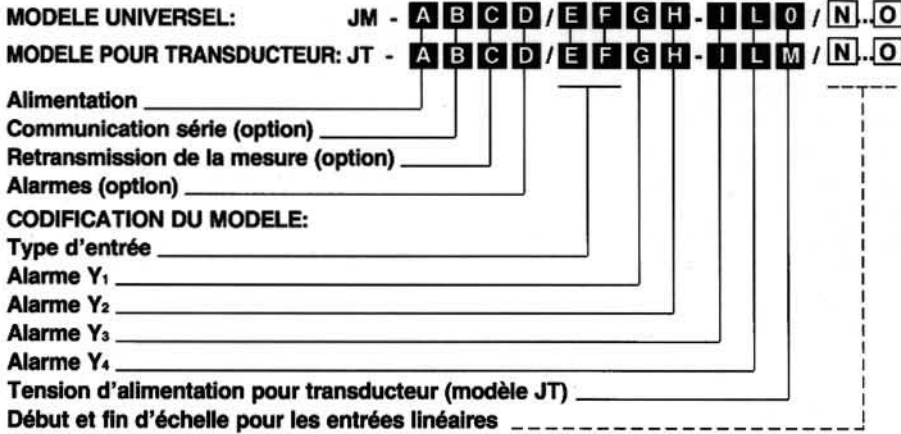 MODELE UNIVERSEL: JM - A B C D / E F G H - I L 0 / N...O
MODELE POUR TRANSDUCTEUR: JT - A B C D / E F G H - I L M / N...O
Alimentation
Communication série (option)
Retransmission de la mesure (option)
Alarmes (option)
CODIFICATION DU MODELE:
Type d'entrée
Alarme Y₁
Alarme Y₂
Alarme Y₃
Alarme Y₄
Tension d'alimentation pour transducteur (modèle JT)
Début et fin d'échelle pour les entrées linéaires